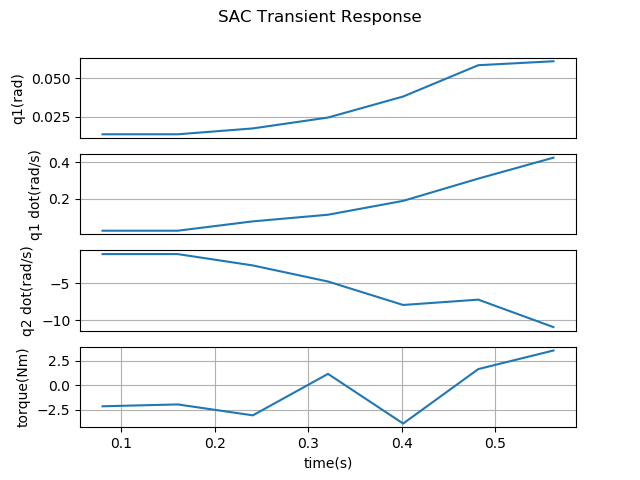 SAC Transient Response
q1(rad)
0.050
0.025
q1 dot(rad/s)
0.4
0.2
q2 dot(rad/s)
−5
−10
torque(Nm)
2.5
0.0
−2.5
0.1 0.2 0.3 0.4 0.5
time(s)